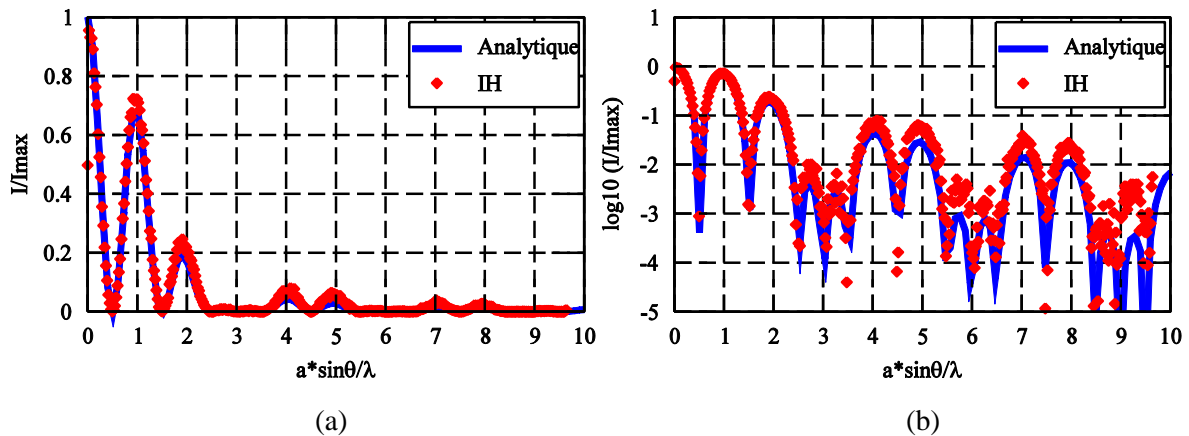 1
0.8
0.6
0.4
0.2
0
I/Imax
0 1 2 3 4 5 6 7 8 9 10
a*sinθ/λ
Analytique
IH
(a)
1
0
-1
-2
-3
-4
-5
log10 (I/Imax)
0 1 2 3 4 5 6 7 8 9 10
a*sinθ/λ
Analytique
IH
(b)